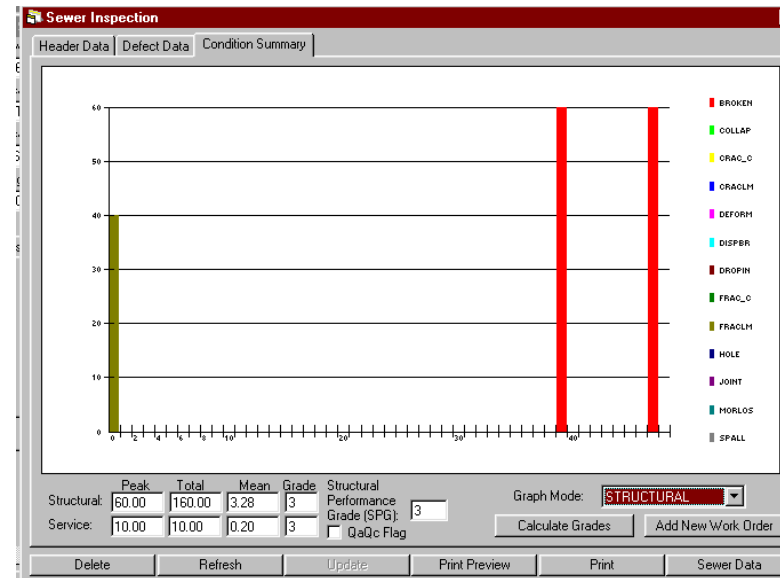 Sewer Inspection
Header Data Defect Data Condition Summary
60
50
40
30
20
10
0
0 2 4 6 8 10 20 30 40
BROKEN
COLLAP
CRAC_C
CRACLM
DEFORM
DISPBR
DROPIN
FRAC_C
FRACLM
HOLE
JOINT
MORLOS
SPALL
Peak Total Mean Grade
Structural: 60.00 160.00 3.28 3
Service: 10.00 10.00 0.20 3
Structural
Performance
Grade (SPG): 3
QaQc Flag
Graph Mode: STRUCTURAL
Calculate Grades Add New Work Order
Delete Refresh Update Print Preview Print Sewer Data